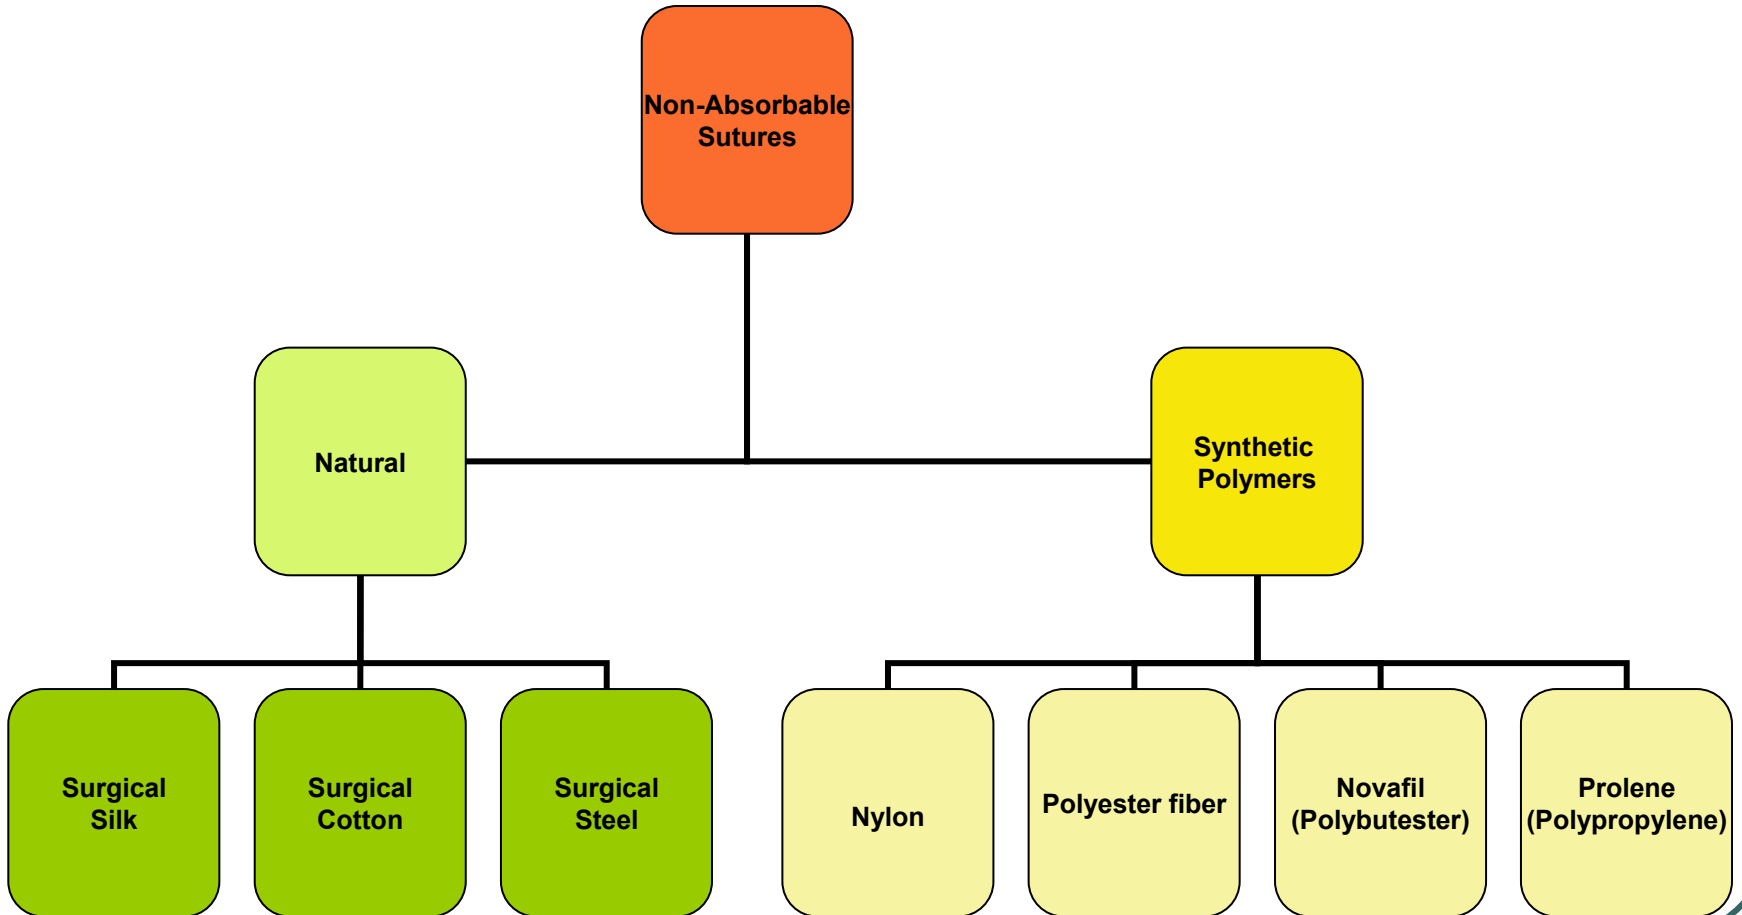 Non-Absorbable
Sutures
Natural
Synthetic
Polymers
Surgical
Silk
Surgical
Cotton
Surgical
Steel
Nylon
Polyester fiber
Novafil
(Polybutester)
Prolene
(Polypropylene)